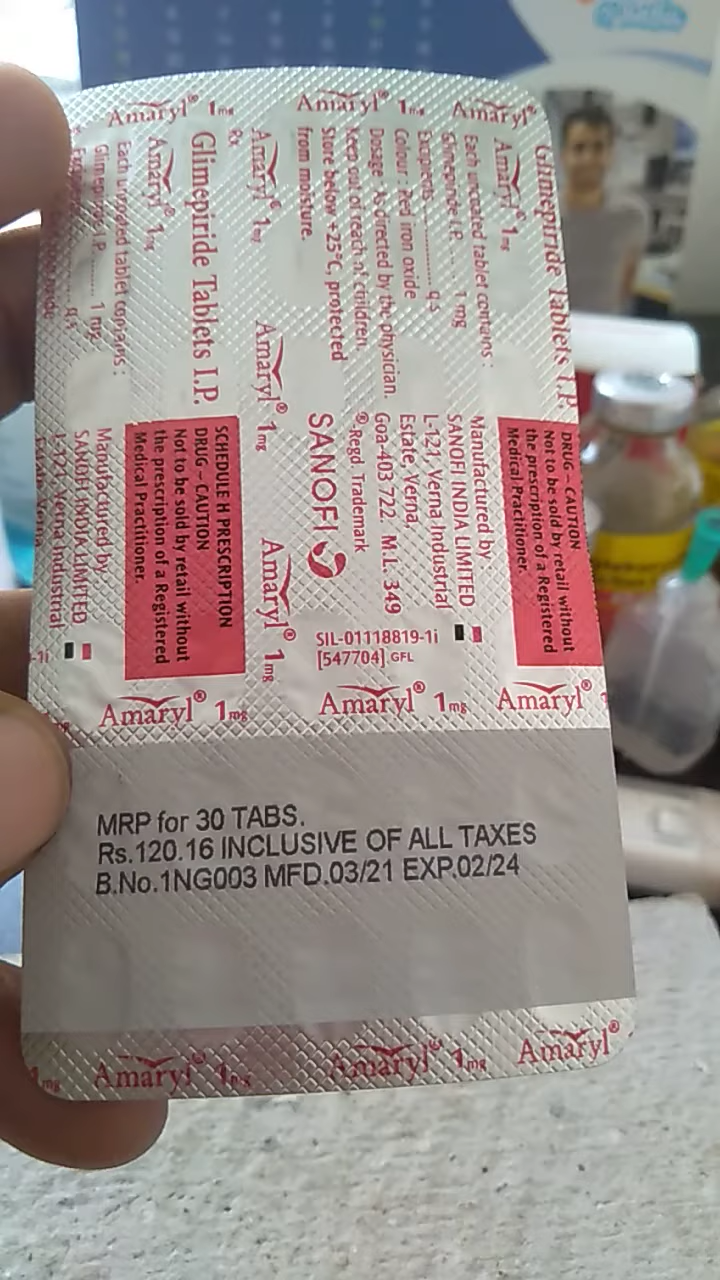 Amaryl® 1mg
Amaryl® 1mg
Amaryl®
Glimepiride Tablets I.P.
Amaryl® 1mg
Each uncoated tablet contains :
Glimepiride I.P. ...... 1 mg
Excipients ............ q.s
Colour : Red iron oxide
Dosage : As directed by the physician.
Keep out of reach of children.
Store below +25°C, protected
from moisture.
DRUG – CAUTION
Not to be sold by retail without
the prescription of a Registered
Medical Practitioner.
Manufactured by
SANOFI INDIA LIMITED
L-121, Verna Industrial
Estate, Verna,
Goa-403 722. M.L. 349
® Regd Trademark
SANOFI
SIL-01118819-1i
[547704] GFL
Amaryl® 1mg
Amaryl® 1mg
Amaryl® 1mg
Rx
Glimepiride Tablets I.P.
Amaryl® 1mg
Each uncoated tablet contains :
Glimepiride I.P. ...... 1 mg
q.s
SCHEDULE H PRESCRIPTION
DRUG – CAUTION
Not to be sold by retail without
the prescription of a Registered
Medical Practitioner.
Manufactured by :
SANOFI INDIA LIMITED
L-121, Verna Industrial
-1i
Amaryl® 1mg
Amaryl® 1mg
Amaryl®
MRP for 30 TABS.
Rs.120.16 INCLUSIVE OF ALL TAXES
B.No.1NG003 MFD.03/21 EXP.02/24
1mg
Amaryl® 1mg
Amaryl® 1mg
Amaryl®